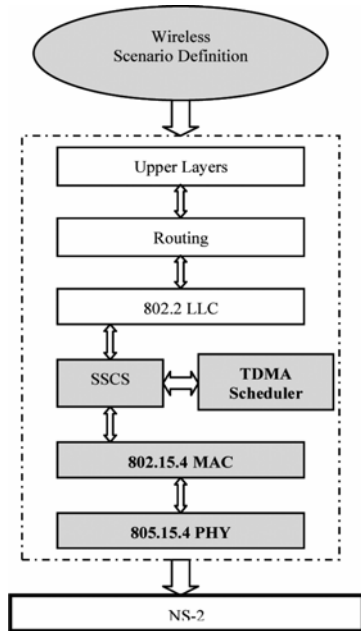 Wireless
Scenario Definition
Upper Layers
Routing
802.2 LLC
SSCS
TDMA
Scheduler
802.15.4 MAC
805.15.4 PHY
NS-2